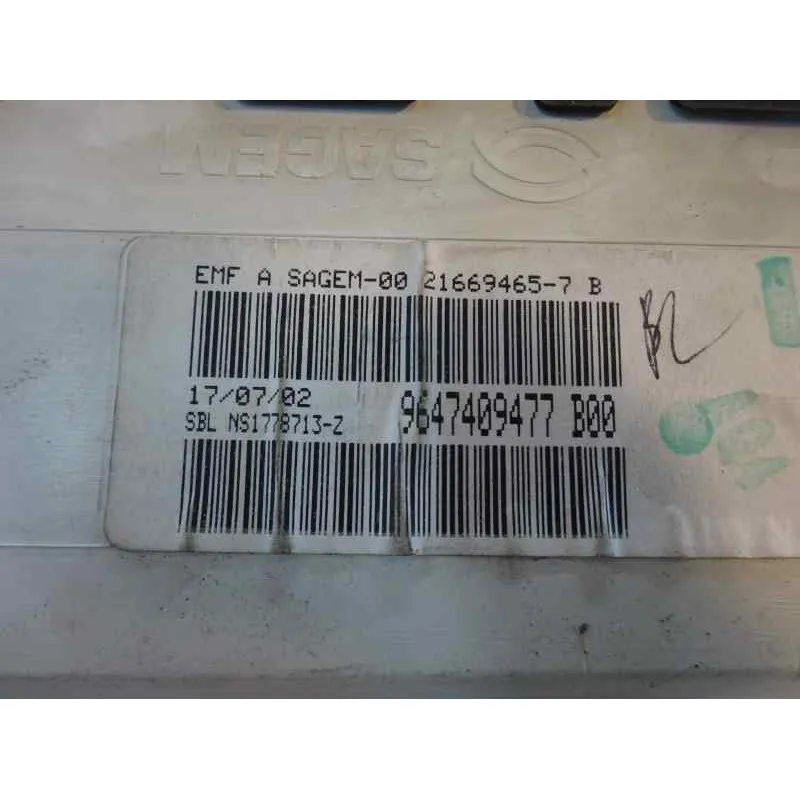 SAGEM
EMF A SAGEM-00 21669465-7 B
17/07/02
9647409477 B00
SBL NS1778713-Z